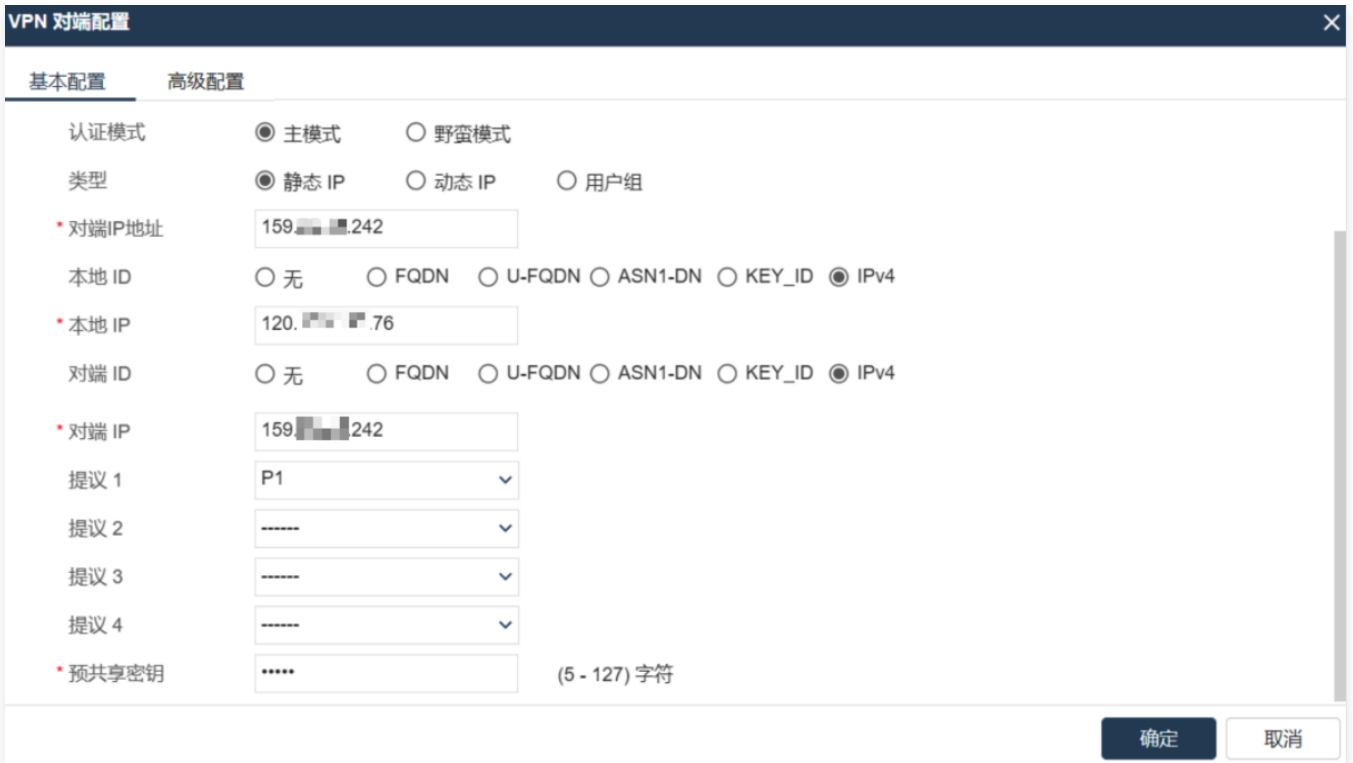 VPN 对端配置
基本配置 高级配置
认证模式 主模式 野蛮模式
类型 静态 IP 动态 IP 用户组
* 对端IP地址 159. .242
本地 ID 无 FQDN U-FQDN ASN1-DN KEY_ID IPv4
* 本地 IP 120. .76
对端 ID 无 FQDN U-FQDN ASN1-DN KEY_ID IPv4
* 对端 IP 159. .242
提议 1 P1
提议 2 ------
提议 3 ------
提议 4 ------
* 预共享密钥 ••••• (5 - 127) 字符
确定 取消